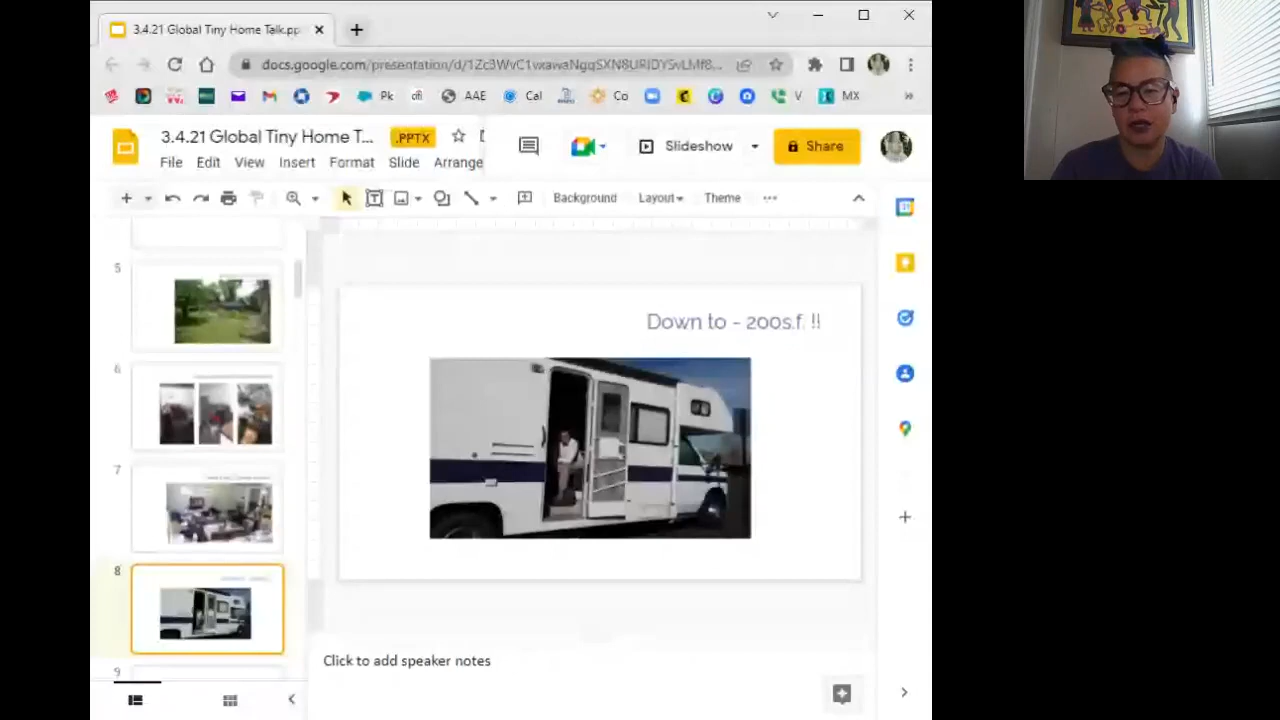 3.4.21 Global Tiny Home Talk.pp
docs.google.com/presentation/d/
Pk
AAE
Cal
Co
V
MX
3.4.21 Global Tiny Home T...
.PPTX
Slideshow
Share
File Edit View Insert Format Slide Arrange
Background Layout Theme
5
6
7
8
9
Down to - 200s.f. !!
Click to add speaker notes